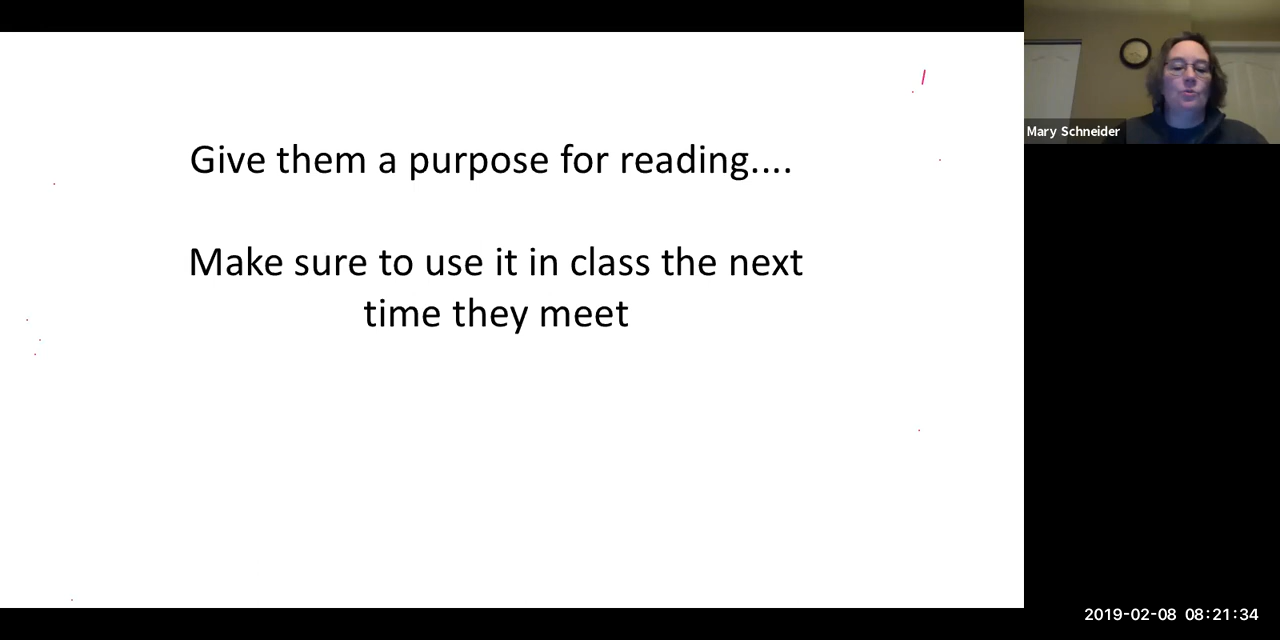 Give them a purpose for reading....
Make sure to use it in class the next
time they meet
Mary Schneider
2019-02-08 08:21:34